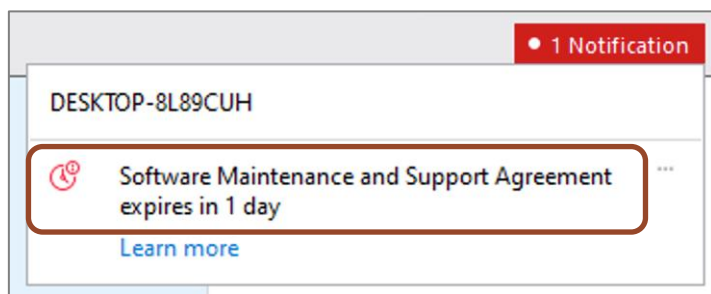 1 Notification
DESKTOP-8L89CUH
Software Maintenance and Support Agreement
expires in 1 day
Learn more